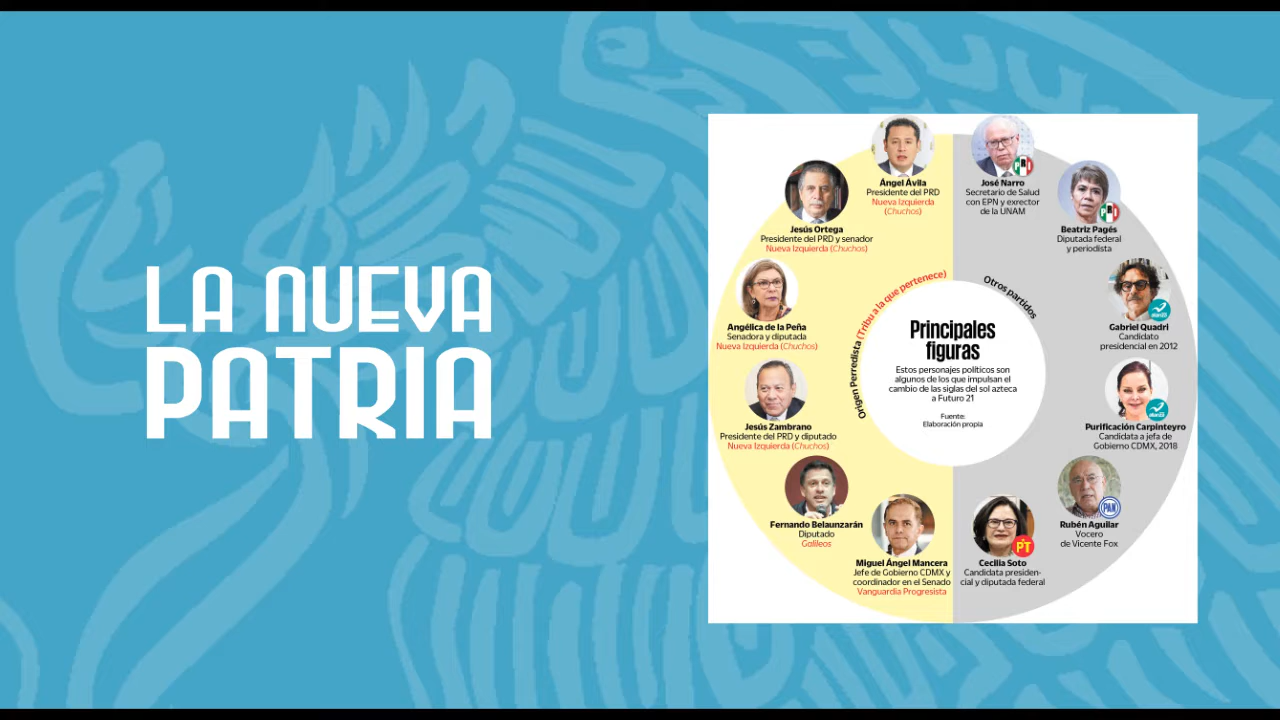 LA NUEVA
PATRIA
Principales
figuras
Estos personajes políticos son
algunos de los que impulsan el
cambio de las siglas del sol azteca
a Futuro 21
Fuente:
Elaboración propia
Origen Perredista (Tribu a la que pertenece)
Otros partidos
Ángel Ávila
Presidente del PRD
Nueva Izquierda
(Chuchos)
Jesús Ortega
Presidente del PRD y senador
Nueva Izquierda (Chuchos)
Angélica de la Peña
Senadora y diputada
Nueva Izquierda (Chuchos)
Jesús Zambrano
Presidente del PRD y diputado
Nueva Izquierda (Chuchos)
Fernando Belaunzarán
Diputado
Galileos
Miguel Ángel Mancera
Jefe de Gobierno CDMX y
coordinador en el Senado
Vanguardia Progresista
José Narro
Secretario de Salud
con EPN y exrector
de la UNAM
PRI
Beatriz Pagés
Diputada federal
y periodista
PRI
Gabriel Quadri
Candidato
presidencial en 2012
Purificación Carpinteyro
Candidata a jefa de
Gobierno CDMX, 2018
Rubén Aguilar
Vocero
de Vicente Fox
PAN
Cecilia Soto
Candidata presiden-
cial y diputada federal
PT